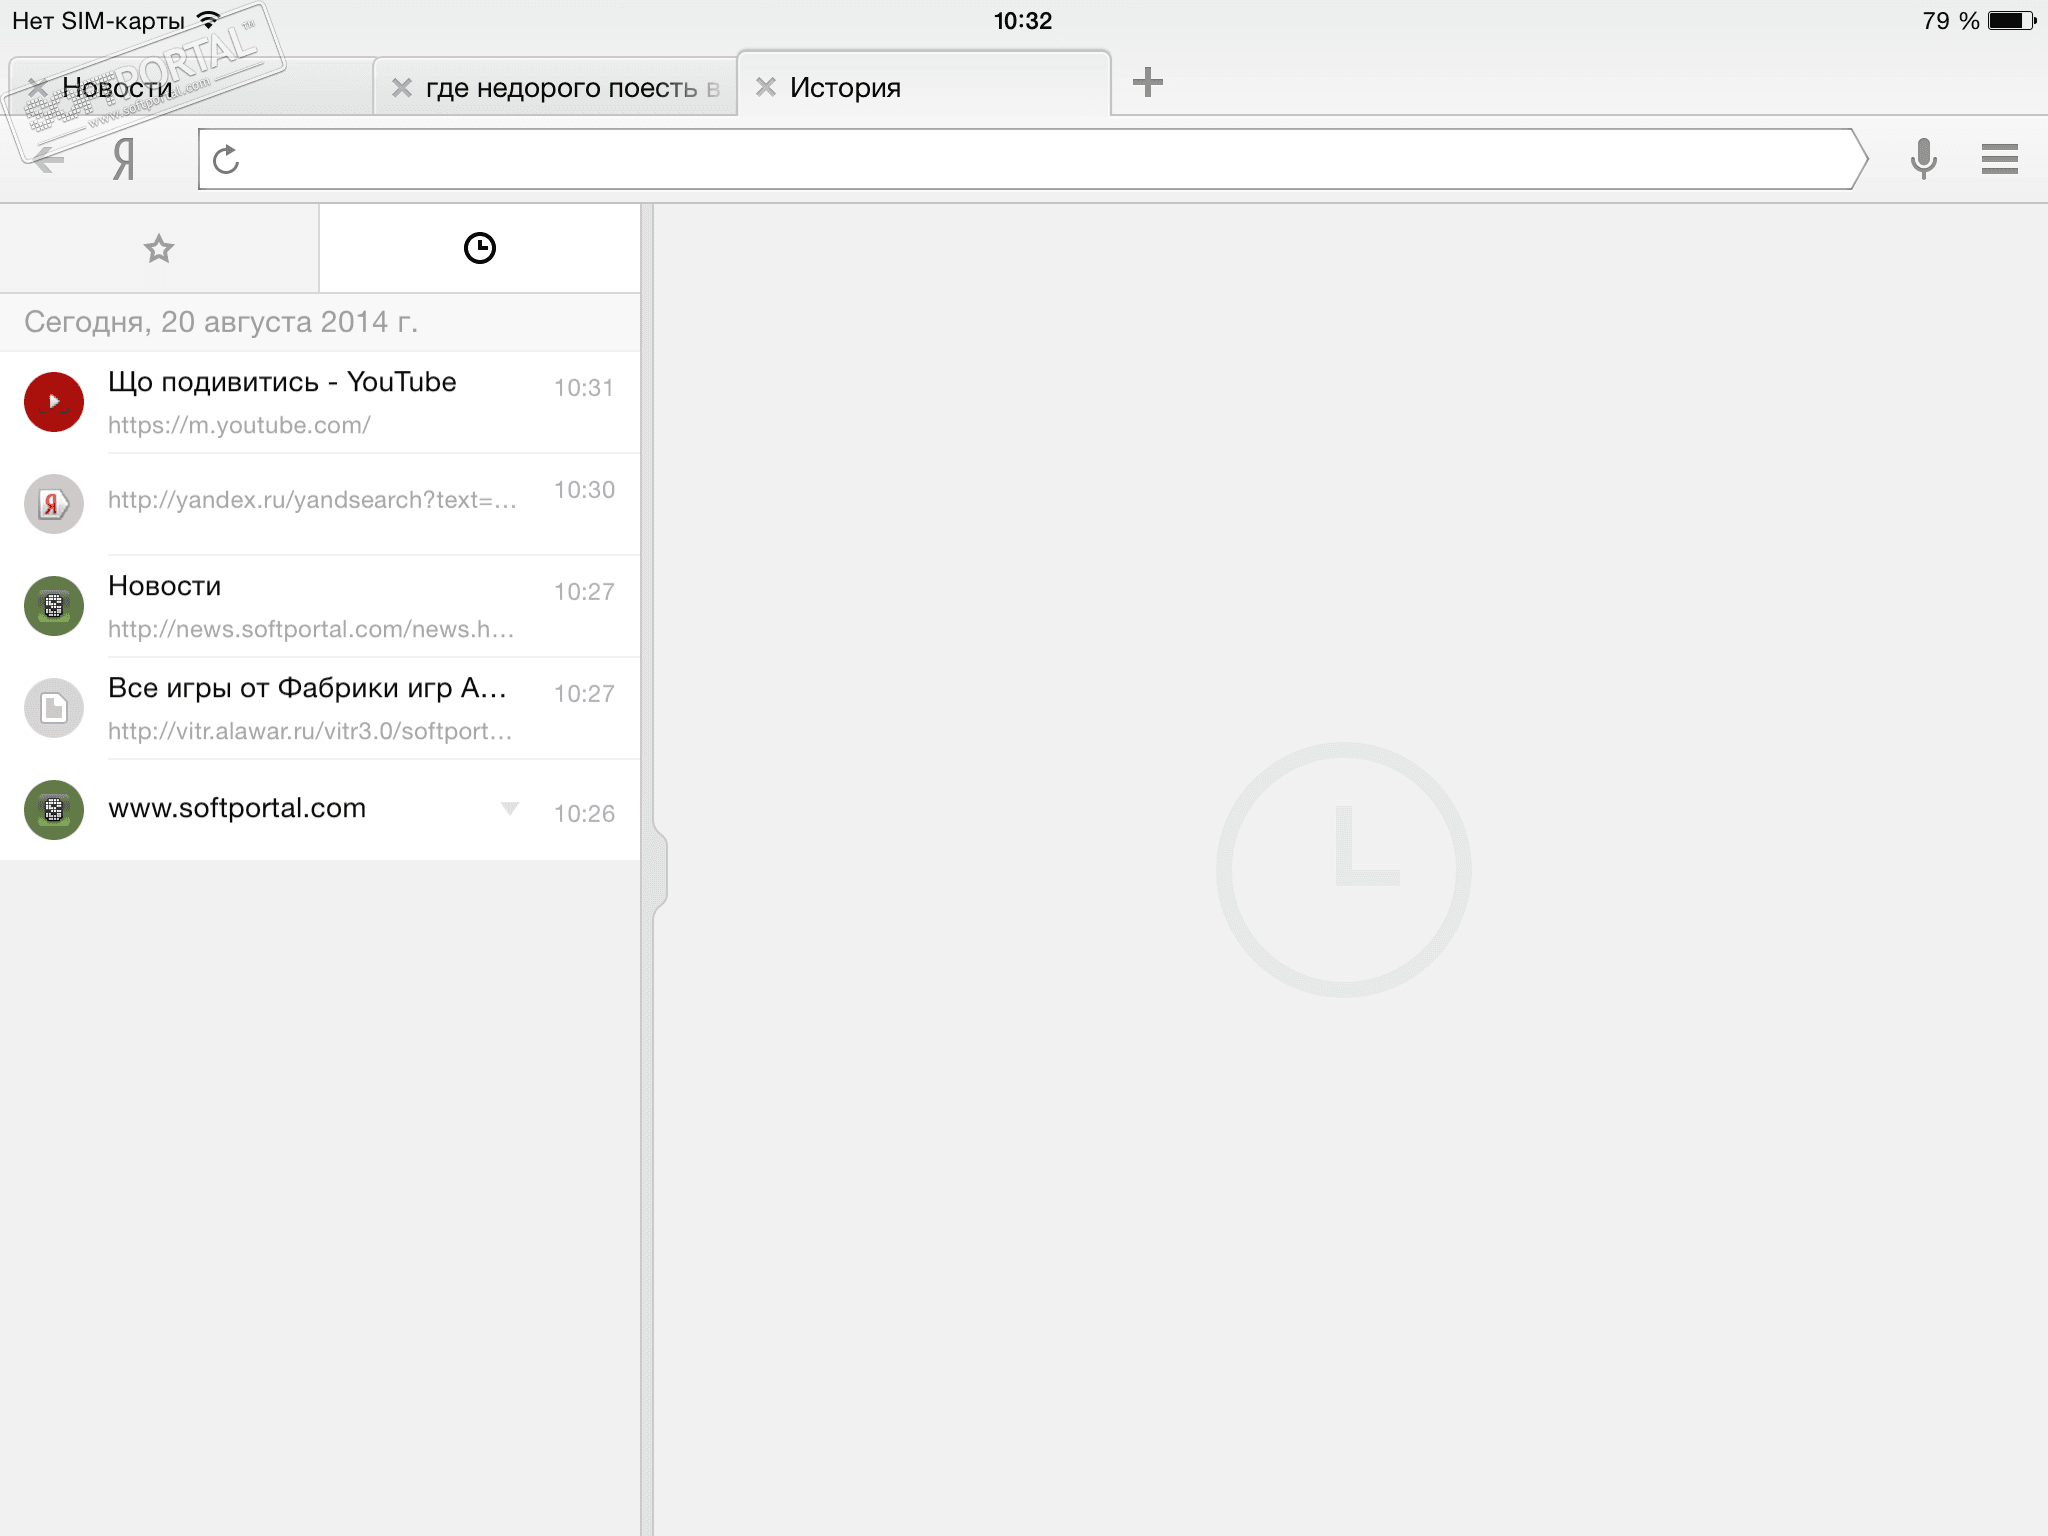 Нет SIM-карты
10:32
79 %
SOFTPORTAL™
www.softportal.com
Новости
где недорого поесть в
История
Я
Сегодня, 20 августа 2014 г.
Що подивитись - YouTube
10:31
https://m.youtube.com/
http://yandex.ru/yandsearch?text=...
10:30
Новости
10:27
http://news.softportal.com/news.h...
Все игры от Фабрики игр А...
10:27
http://vitr.alawar.ru/vitr3.0/softport...
www.softportal.com
10:26